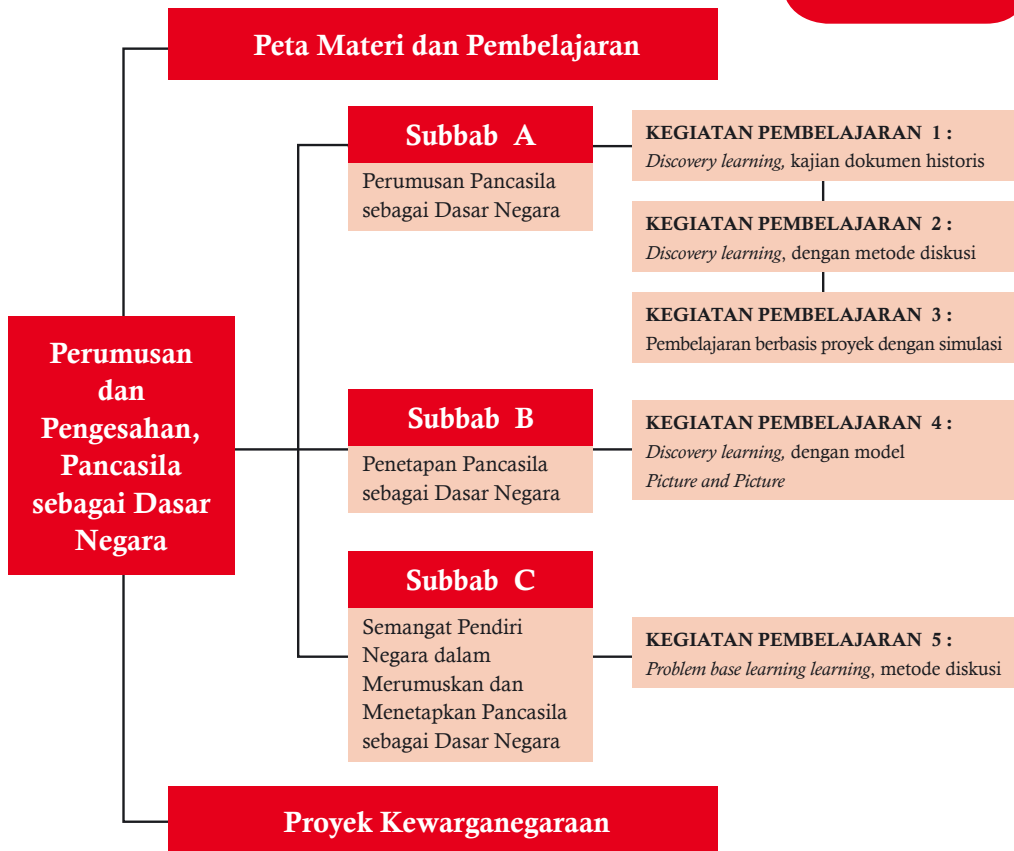 Peta Materi dan Pembelajaran
Perumusan
dan
Pengesahan,
Pancasila
sebagai Dasar
Negara
Subbab A
Perumusan Pancasila
sebagai Dasar Negara
KEGIATAN PEMBELAJARAN 1 :
Discovery learning, kajian dokumen historis
KEGIATAN PEMBELAJARAN 2 :
Discovery learning, dengan metode diskusi
KEGIATAN PEMBELAJARAN 3 :
Pembelajaran berbasis proyek dengan simulasi
Subbab B
Penetapan Pancasila
sebagai Dasar Negara
KEGIATAN PEMBELAJARAN 4 :
Discovery learning, dengan model
Picture and Picture
Subbab C
Semangat Pendiri
Negara dalam
Merumuskan dan
Menetapkan Pancasila
sebagai Dasar Negara
KEGIATAN PEMBELAJARAN 5 :
Problem base learning learning, metode diskusi
Proyek Kewarganegaraan